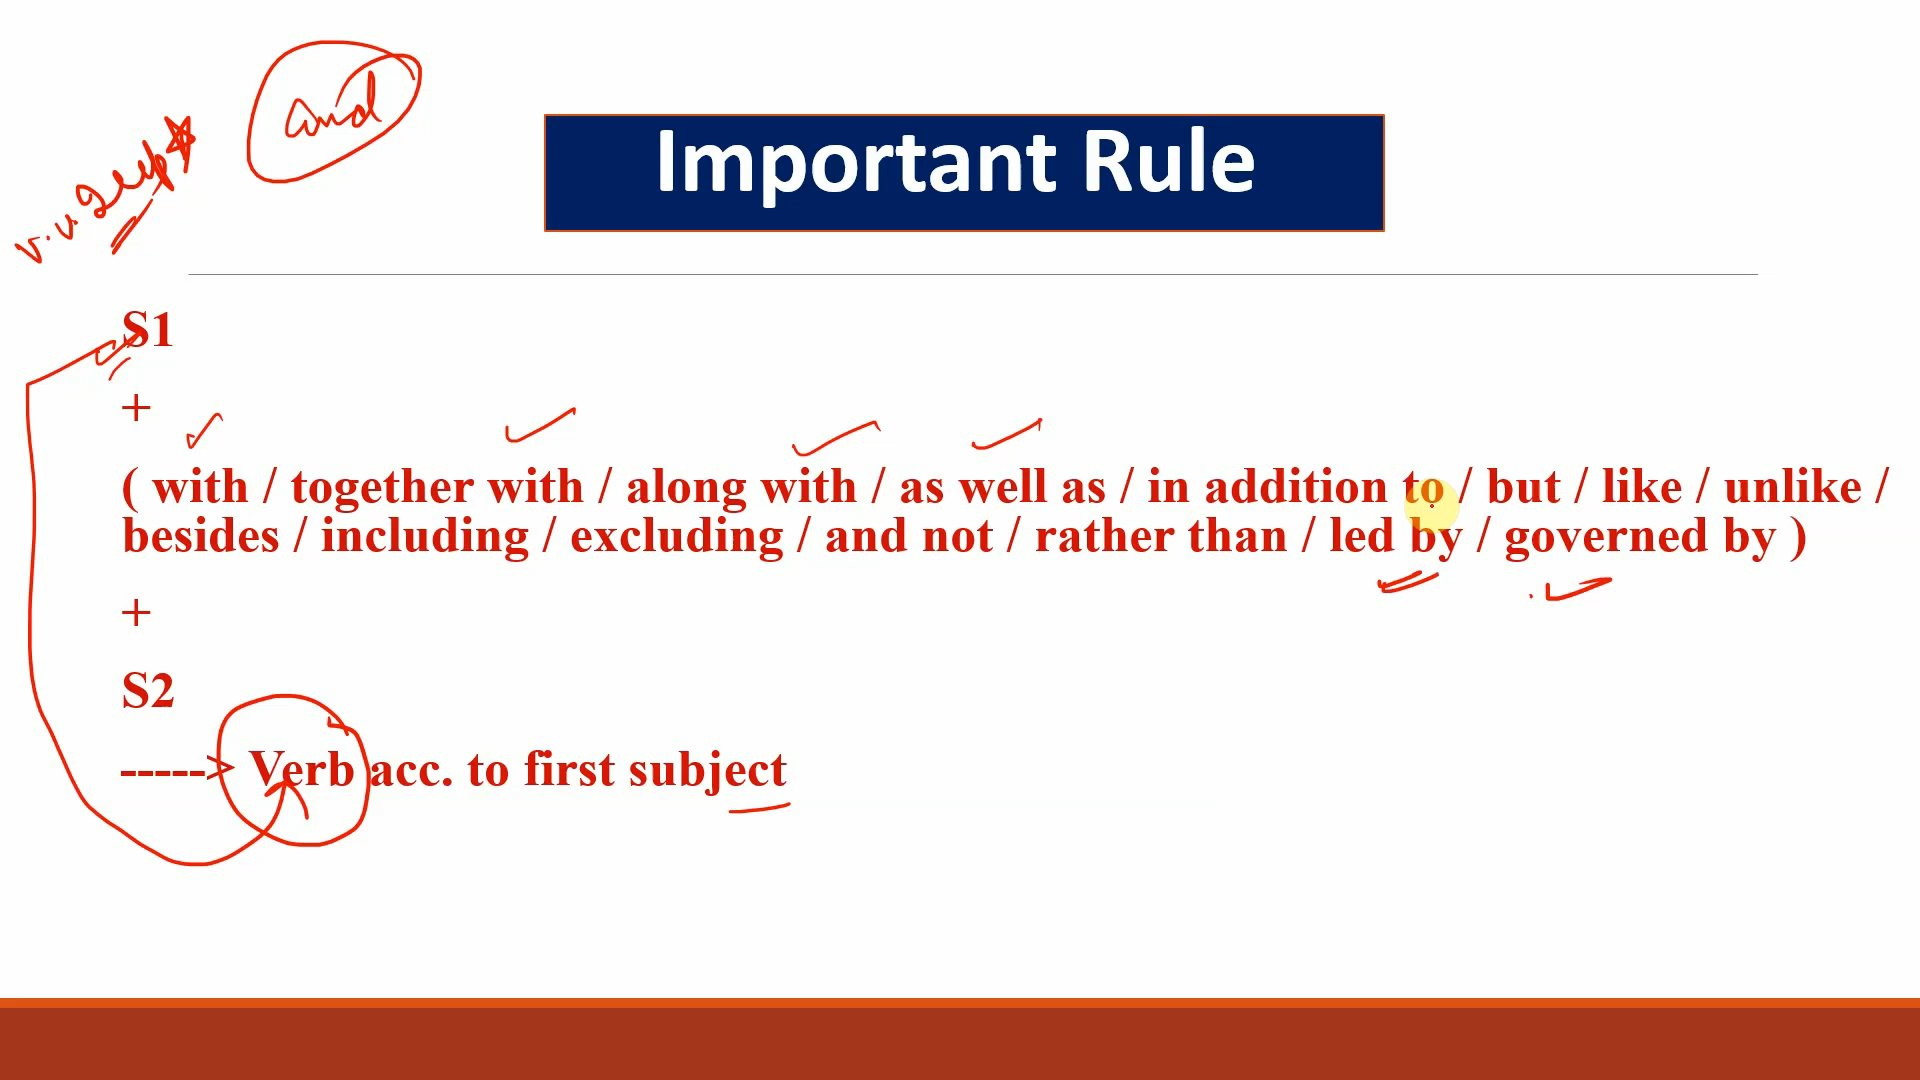 and
v.v. Imp
Important Rule
S1
+
( with / together with / along with / as well as / in addition to / but / like / unlike /
besides / including / excluding / and not / rather than / led by / governed by )
+
S2
-----> Verb acc. to first subject